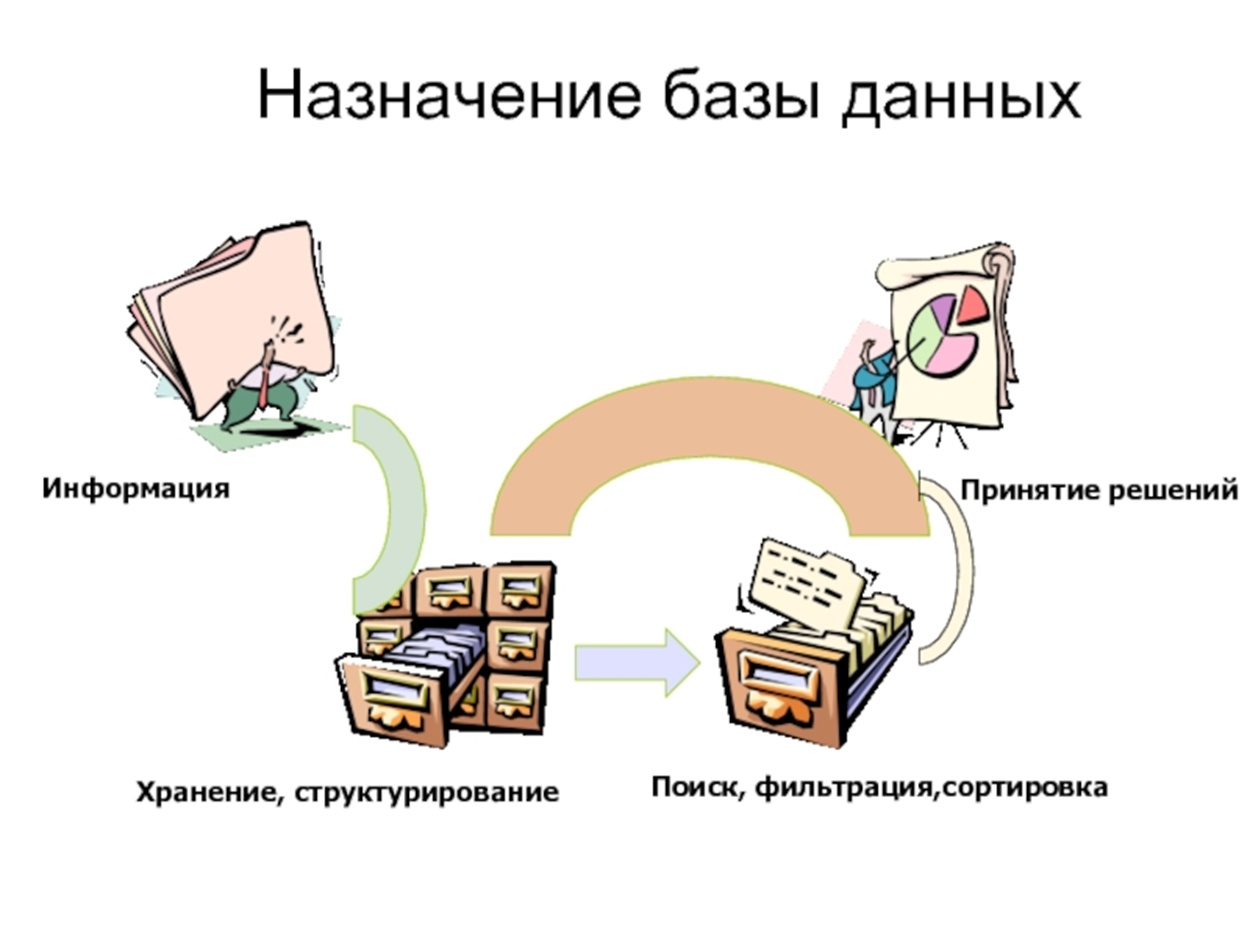 Назначение базы данных
Информация
Принятие решений
Хранение, структурирование
Поиск, фильтрация,сортировка